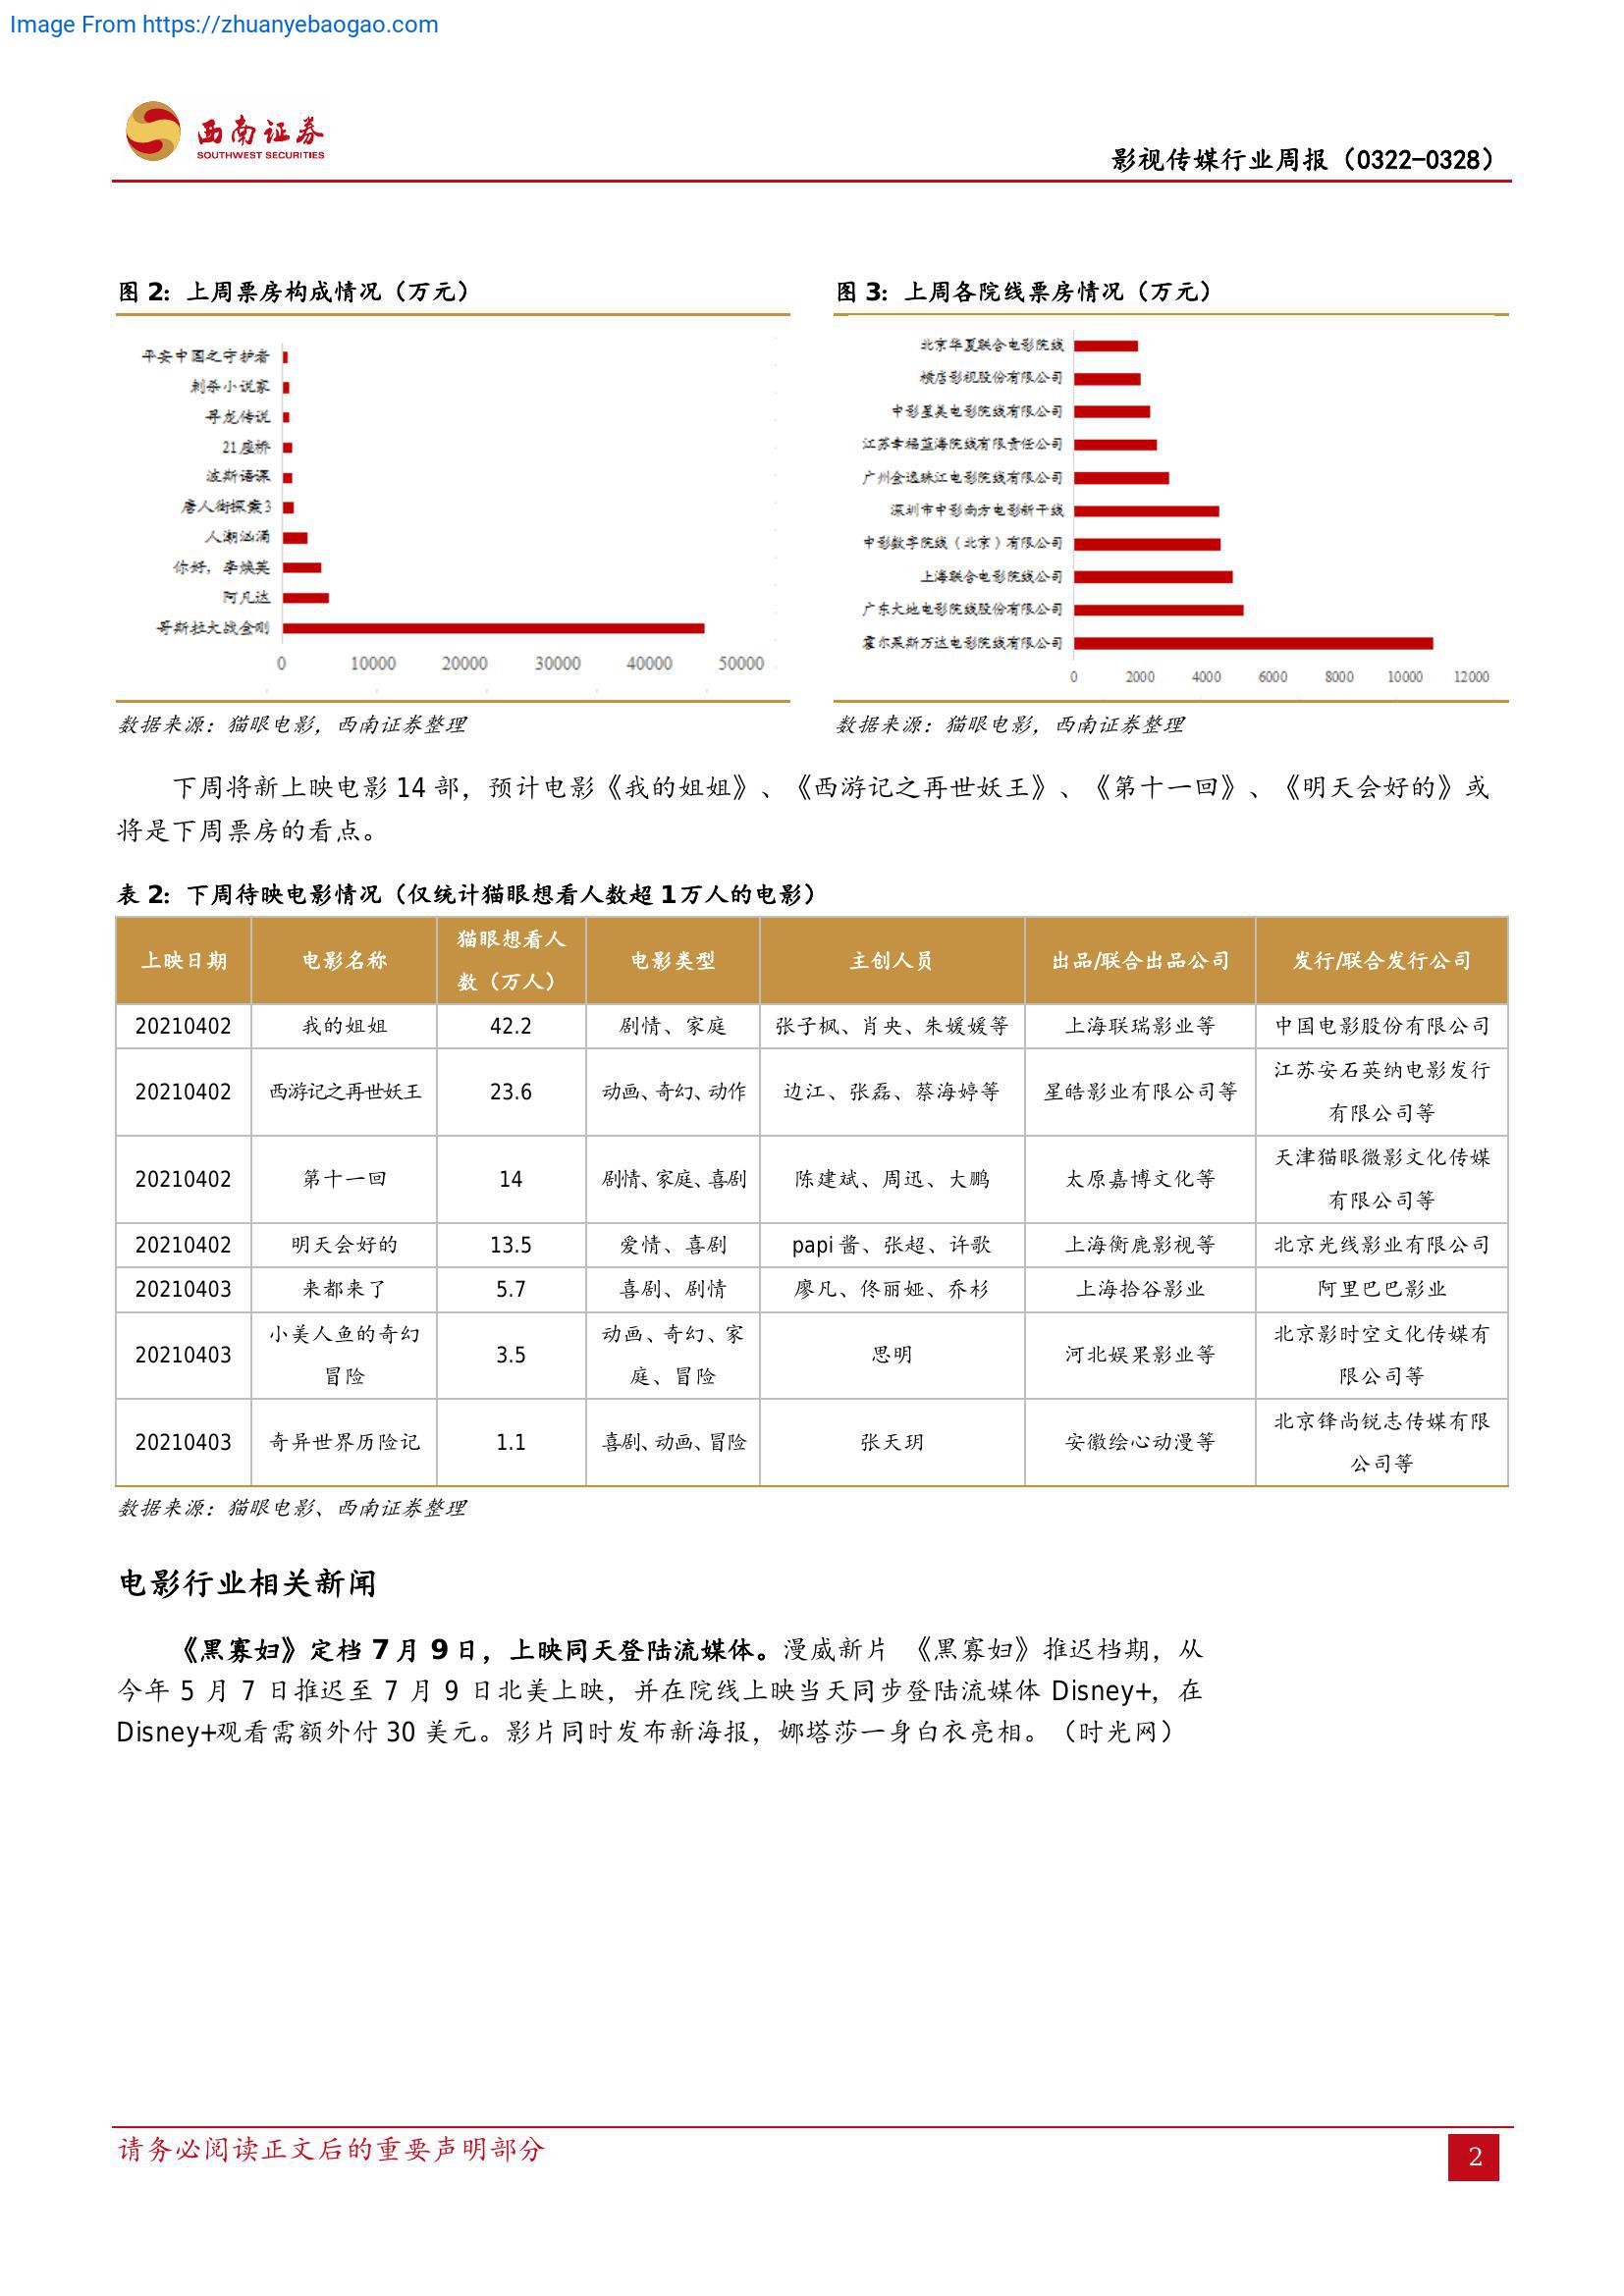 Image From https://zhuanyebaogao.com
西南证券
SOUTHWEST SECURITIES
影视传媒行业周报（0322-0328）
图 2：上周票房构成情况（万元）
平安中国之守护者
刺杀小说家
寻龙传说
21座桥
波斯语课
唐人街探案3
人潮汹涌
你好，李焕英
阿凡达
哥斯拉大战金刚
0 10000 20000 30000 40000 50000
数据来源：猫眼电影，西南证券整理
图 3：上周各院线票房情况（万元）
北京华夏联合电影院线
横店影视股份有限公司
中影星美电影院线有限公司
江苏幸福蓝海院线有限责任公司
广州金逸珠江电影院线有限公司
深圳市中影南方电影新干线
中影数字院线（北京）有限公司
上海联合电影院线公司
广东大地电影院线股份有限公司
霍尔果斯万达电影院线有限公司
0 2000 4000 6000 8000 10000 12000
数据来源：猫眼电影，西南证券整理
下周将新上映电影 14 部，预计电影《我的姐姐》、《西游记之再世妖王》、《第十一回》、《明天会好的》或
将是下周票房的看点。
表 2：下周待映电影情况（仅统计猫眼想看人数超 1 万人的电影）
上映日期 电影名称 猫眼想看人数（万人） 电影类型 主创人员 出品/联合出品公司 发行/联合发行公司
20210402 我的姐姐 42.2 剧情、家庭 张子枫、肖央、朱媛媛等 上海联瑞影业等 中国电影股份有限公司
20210402 西游记之再世妖王 23.6 动画、奇幻、动作 边江、张磊、蔡海婷等 星皓影业有限公司等 江苏安石英纳电影发行有限公司等
20210402 第十一回 14 剧情、家庭、喜剧 陈建斌、周迅、大鹏 太原嘉博文化等 天津猫眼微影文化传媒有限公司等
20210402 明天会好的 13.5 爱情、喜剧 papi 酱、张超、许歌 上海衡鹿影视等 北京光线影业有限公司
20210403 来都来了 5.7 喜剧、剧情 廖凡、佟丽娅、乔杉 上海拾谷影业 阿里巴巴影业
20210403 小美人鱼的奇幻冒险 3.5 动画、奇幻、家庭、冒险 思明 河北娱果影业等 北京影时空文化传媒有限公司等
20210403 奇异世界历险记 1.1 喜剧、动画、冒险 张天玥 安徽绘心动漫等 北京锋尚锐志传媒有限公司等
数据来源：猫眼电影、西南证券整理
电影行业相关新闻
《黑寡妇》定档 7 月 9 日，上映同天登陆流媒体。漫威新片 《黑寡妇》推迟档期，从
今年 5 月 7 日推迟至 7 月 9 日北美上映，并在院线上映当天同步登陆流媒体 Disney+，在
Disney+观看需额外付 30 美元。影片同时发布新海报，娜塔莎一身白衣亮相。（时光网）
请务必阅读正文后的重要声明部分
2